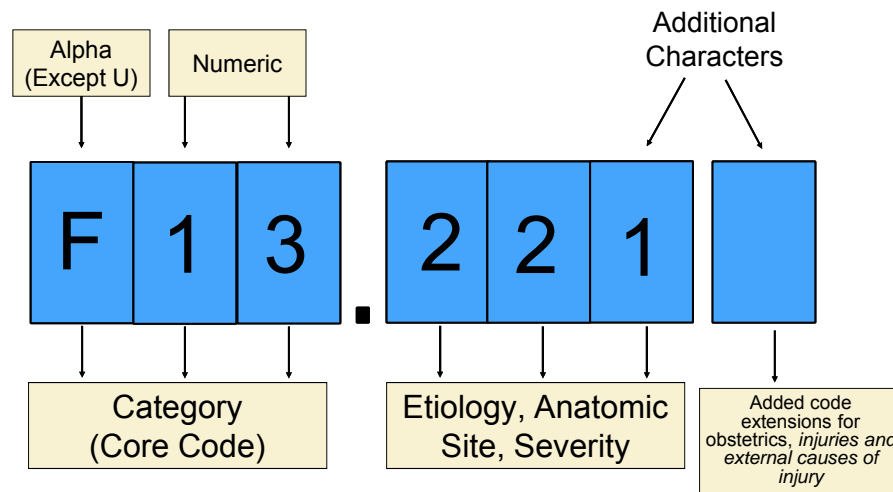 Alpha
(Except U)
Numeric
Additional
Characters
F 1 3 . 2 2 1
Category
(Core Code)
Etiology, Anatomic
Site, Severity
Added code
extensions for
obstetrics, injuries and
external causes of
injury